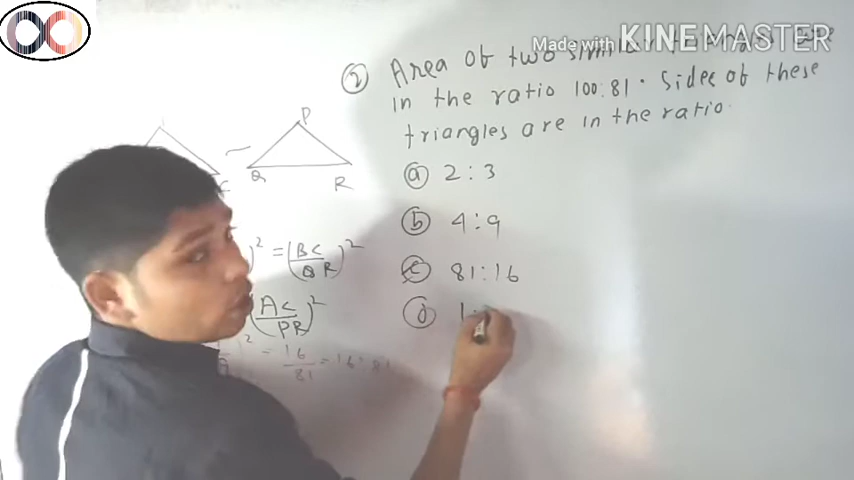 Made with KINEMASTER
② Area of two similar
in the ratio 100:81. Sides of these
triangles are in the ratio.
P
Q R
ⓐ 2:3
ⓑ 4:9
ⓒ 81:16
ⓓ 1:
)² = (BC/QR)²
(AC/PR)²
)² = 16/81 = 16:81